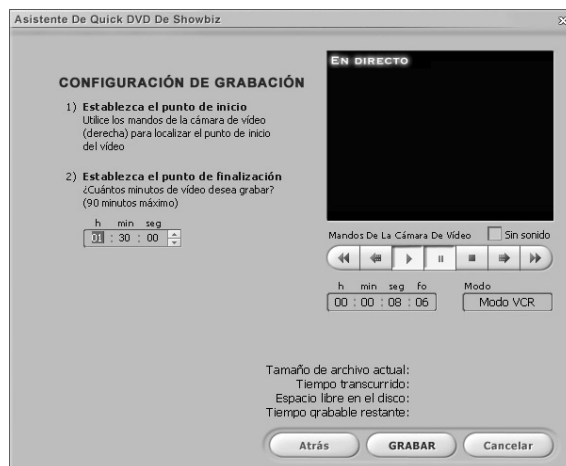 Asistente De Quick DVD De Showbiz
CONFIGURACIÓN DE GRABACIÓN
1) Establezca el punto de inicio
Utilice los mandos de la cámara de vídeo
(derecha) para localizar el punto de inicio
del vídeo
2) Establezca el punto de finalización
¿Cuántos minutos de vídeo desea grabar?
(90 minutos máximo)
h min seg
01 : 30 : 00
EN DIRECTO
Mandos De La Cámara De Vídeo
Sin sonido
h min seg fo
00 : 00 : 08 : 06
Modo
Modo VCR
Tamaño de archivo actual:
Tiempo transcurrido:
Espacio libre en el disco:
Tiempo grabable restante:
Atrás
GRABAR
Cancelar